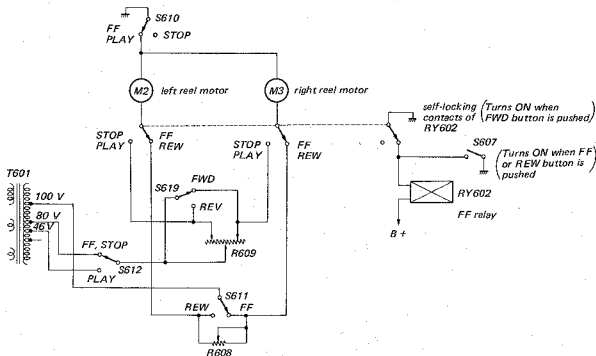 S610
FF
PLAY
STOP
M2
left reel motor
M3
right reel motor
self-locking
contacts of
RY602
(Turns ON when
FWD button is
pushed)
STOP
PLAY
FF
REW
STOP
PLAY
FF
REW
S607
(Turns ON when FF
or REW button is
pushed)
T601
S619
FWD
REV
RY602
FF relay
B +
100 V
80 V
46V
FF, STOP
S612
PLAY
R609
S611
REW
FF
R608